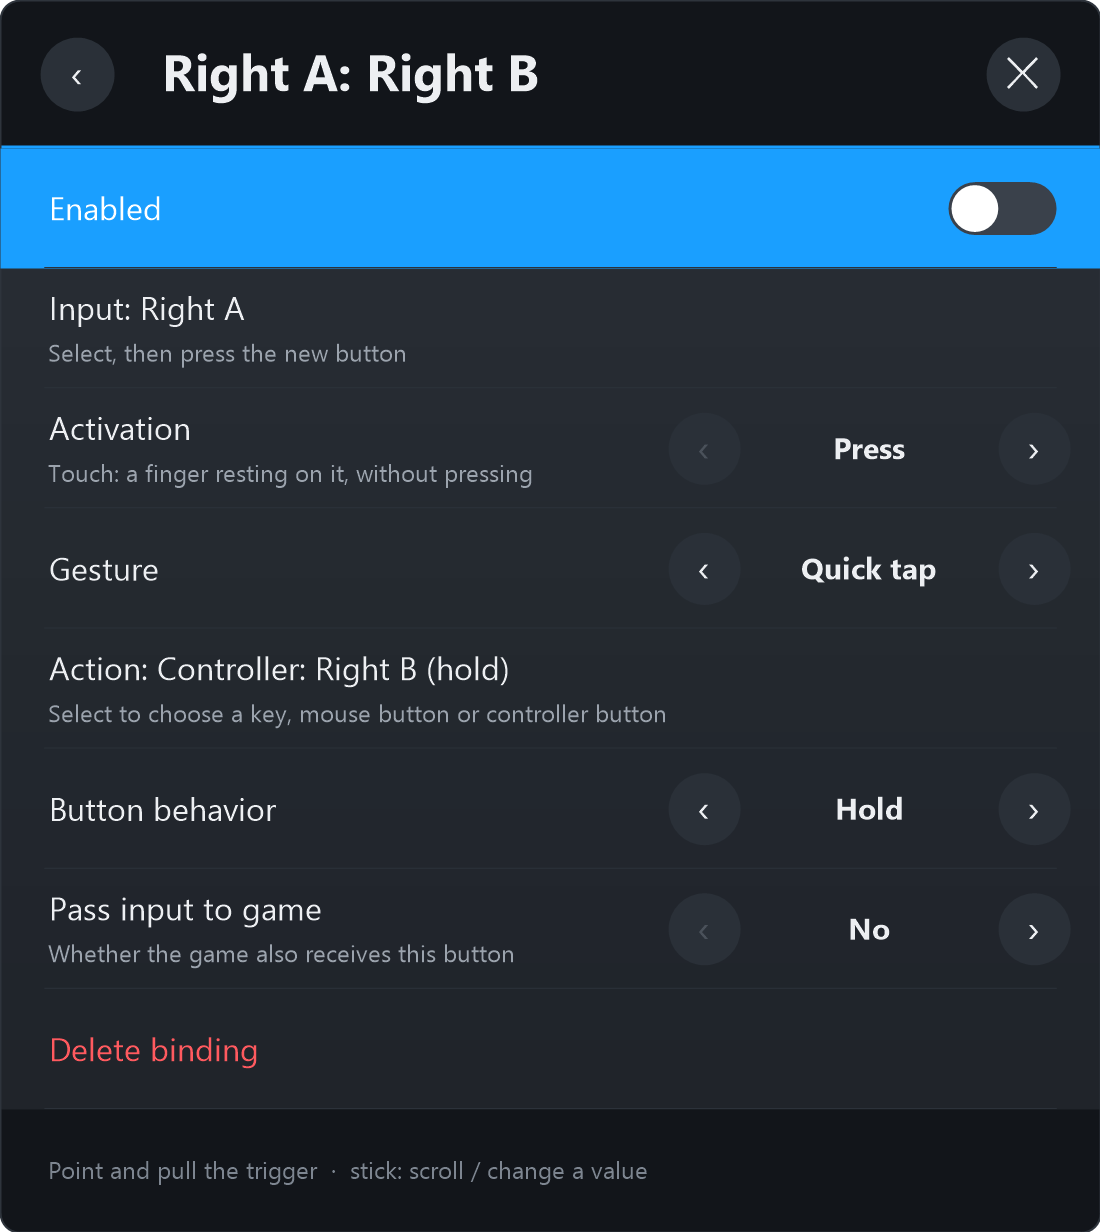 Right A: Right B
Enabled
Input: Right A
Select, then press the new button
Activation
Touch: a finger resting on it, without pressing
‹ Press ›
Gesture
‹ Quick tap ›
Action: Controller: Right B (hold)
Select to choose a key, mouse button or controller button
Button behavior
‹ Hold ›
Pass input to game
Whether the game also receives this button
‹ No ›
Delete binding
Point and pull the trigger · stick: scroll / change a value